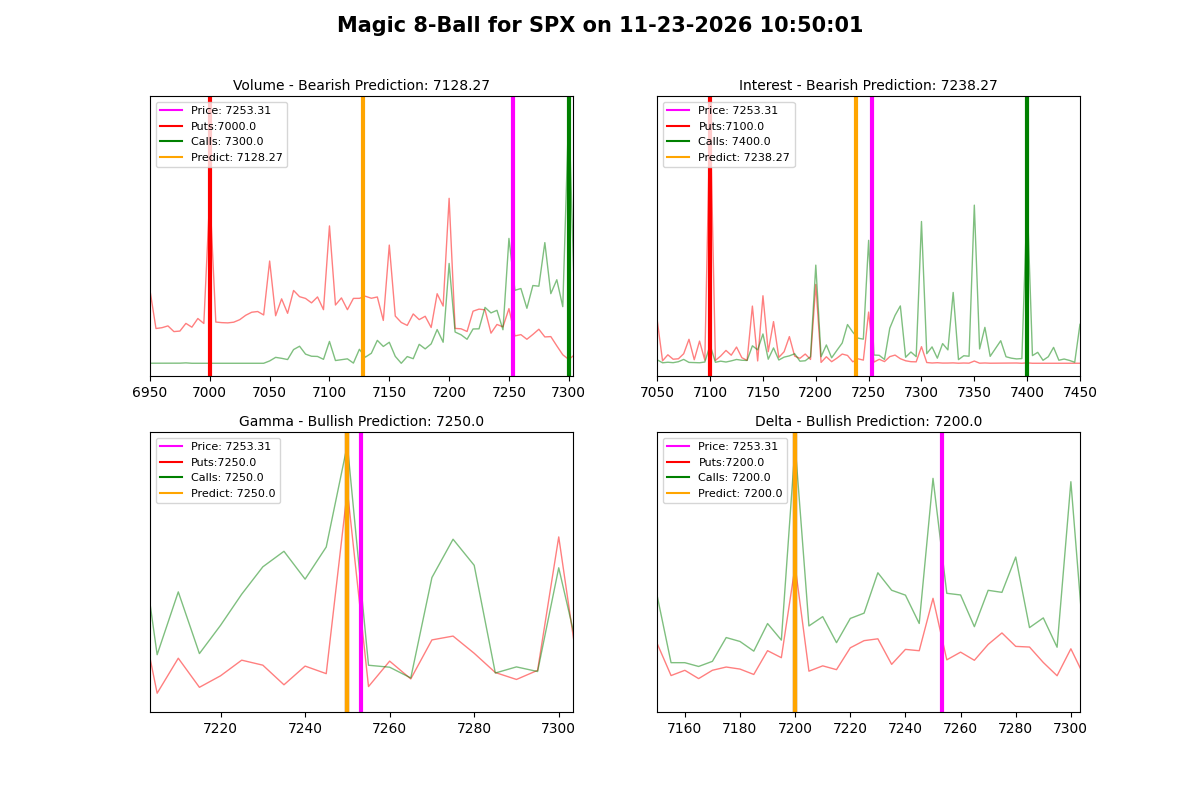 Magic 8-Ball for SPX on 11-23-2026 10:50:01
Volume - Bearish Prediction: 7128.27
Price: 7253.31
Puts:7000.0
Calls: 7300.0
Predict: 7128.27
6950 7000 7050 7100 7150 7200 7250 7300
Interest - Bearish Prediction: 7238.27
Price: 7253.31
Puts:7100.0
Calls: 7400.0
Predict: 7238.27
7050 7100 7150 7200 7250 7300 7350 7400 7450
Gamma - Bullish Prediction: 7250.0
Price: 7253.31
Puts:7250.0
Calls: 7250.0
Predict: 7250.0
7220 7240 7260 7280 7300
Delta - Bullish Prediction: 7200.0
Price: 7253.31
Puts:7200.0
Calls: 7200.0
Predict: 7200.0
7160 7180 7200 7220 7240 7260 7280 7300